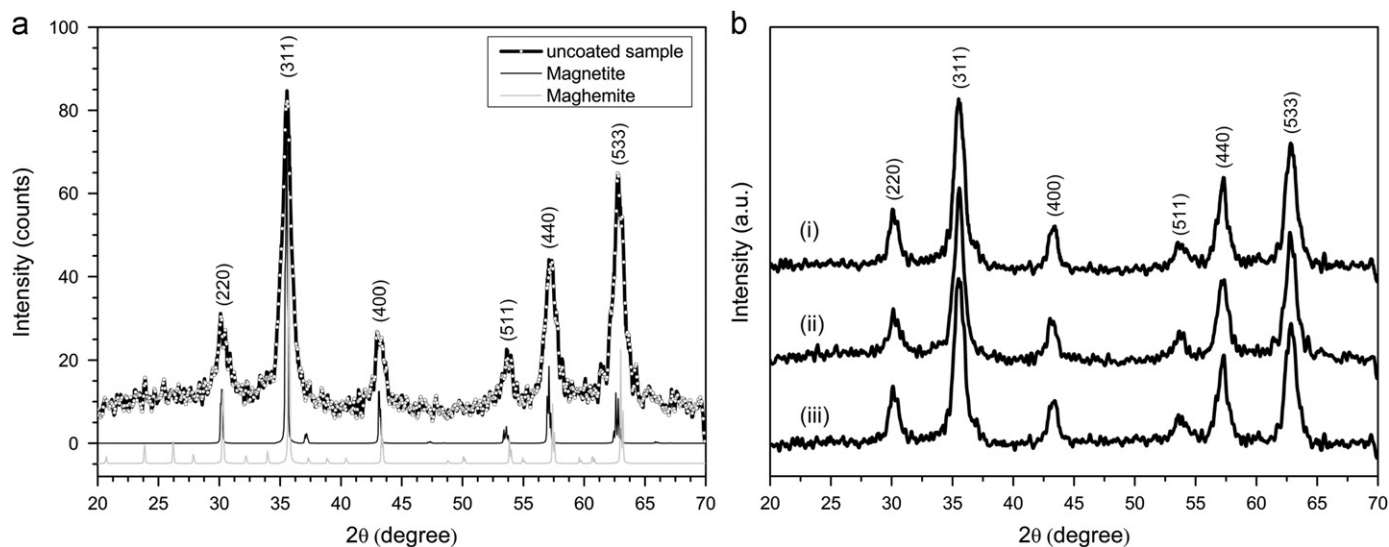 a
100
80
60
40
20
0
Intensity (counts)
uncoated sample
Magnetite
Maghemite
(220)
(311)
(400)
(511)
(440)
(533)
20 25 30 35 40 45 50 55 60 65 70
2θ (degree)
b
Intensity (a.u.)
(220)
(311)
(400)
(511)
(440)
(533)
(i)
(ii)
(iii)
20 25 30 35 40 45 50 55 60 65 70
2θ (degree)